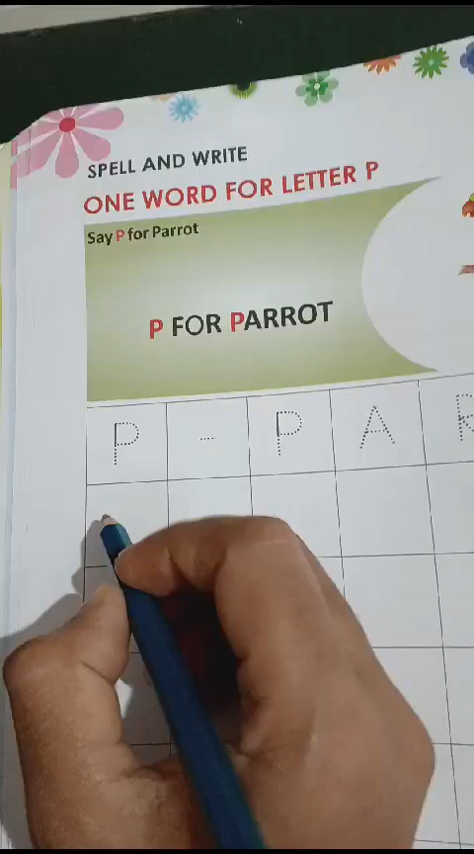 SPELL AND WRITE
ONE WORD FOR LETTER P
Say P for Parrot
P FOR PARROT
P - P A R